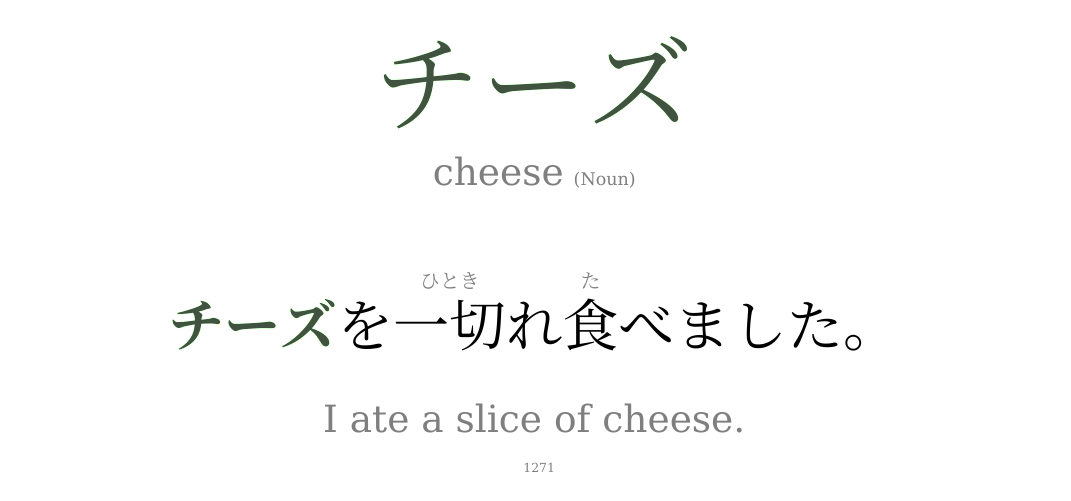 チーズ
cheese (Noun)
ひとき た
チーズを一切れ食べました。
I ate a slice of cheese.
1271